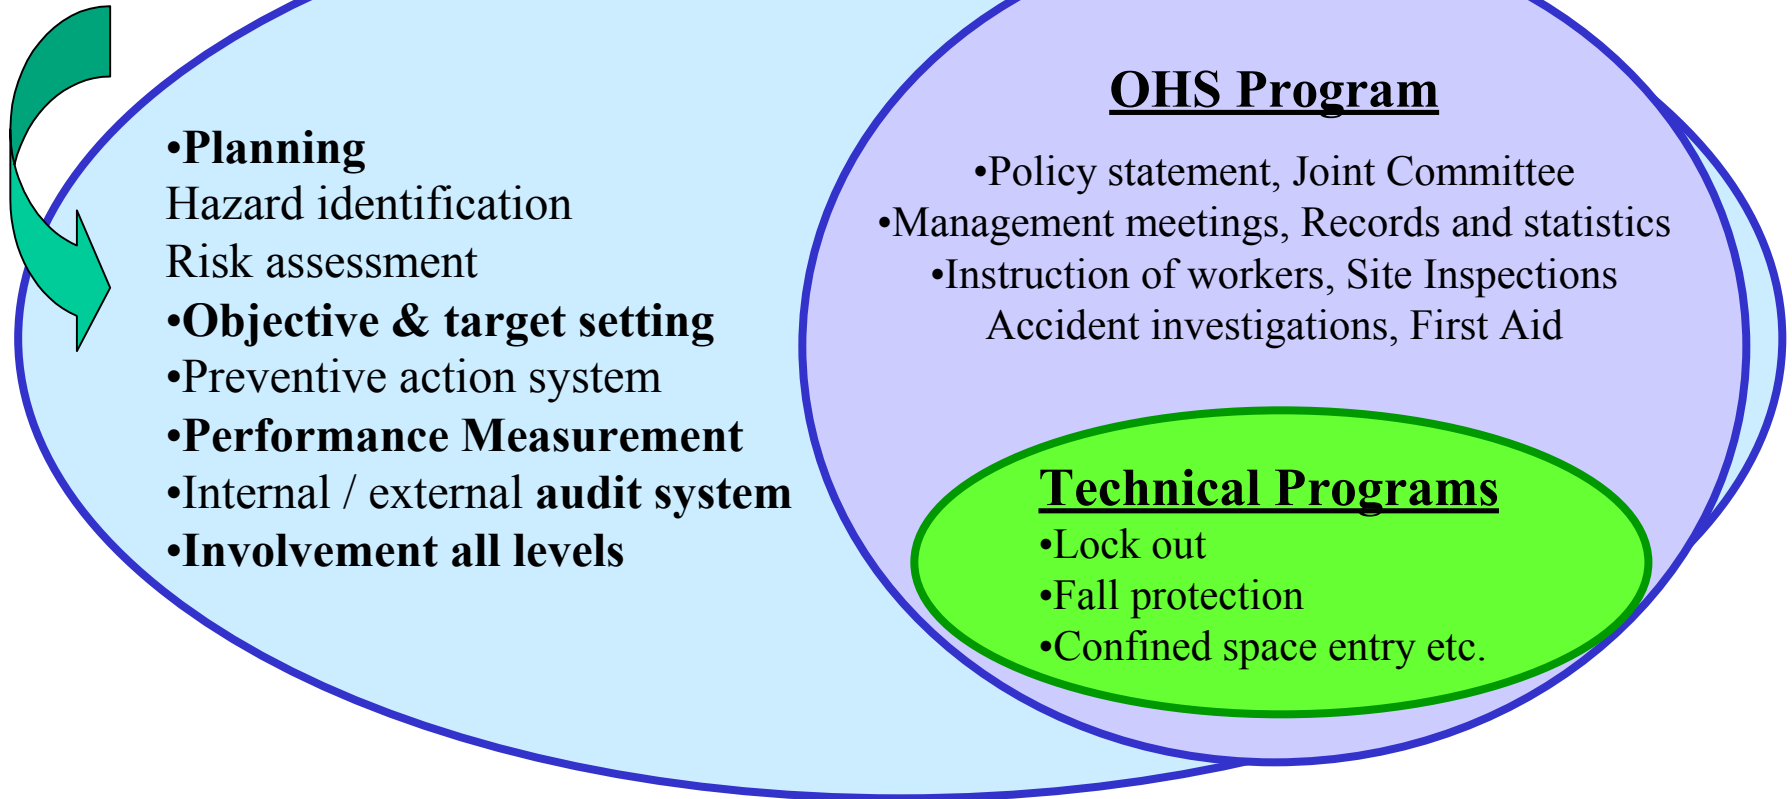 •Planning
Hazard identification
Risk assessment
•Objective & target setting
•Preventive action system
•Performance Measurement
•Internal / external audit system
•Involvement all levels
OHS Program
•Policy statement, Joint Committee
•Management meetings, Records and statistics
•Instruction of workers, Site Inspections
Accident investigations, First Aid
Technical Programs
•Lock out
•Fall protection
•Confined space entry etc.